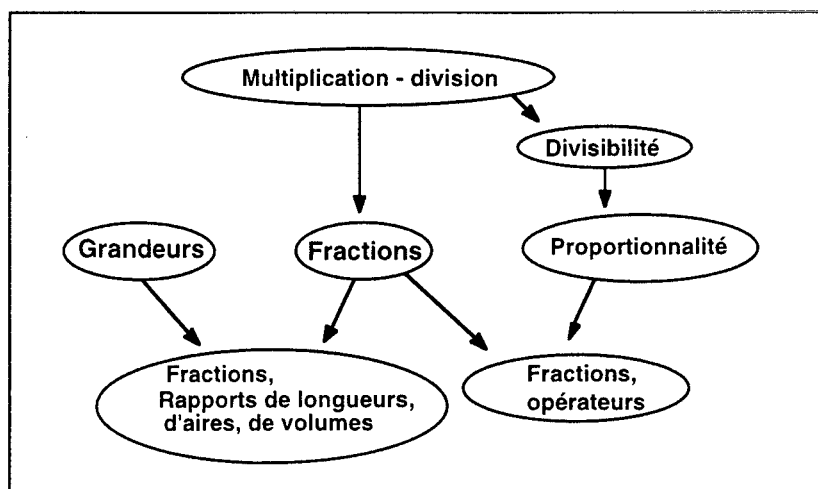 Multiplication - division
Divisibilité
Grandeurs
Fractions
Proportionnalité
Fractions,
Rapports de longueurs,
d'aires, de volumes
Fractions,
opérateurs